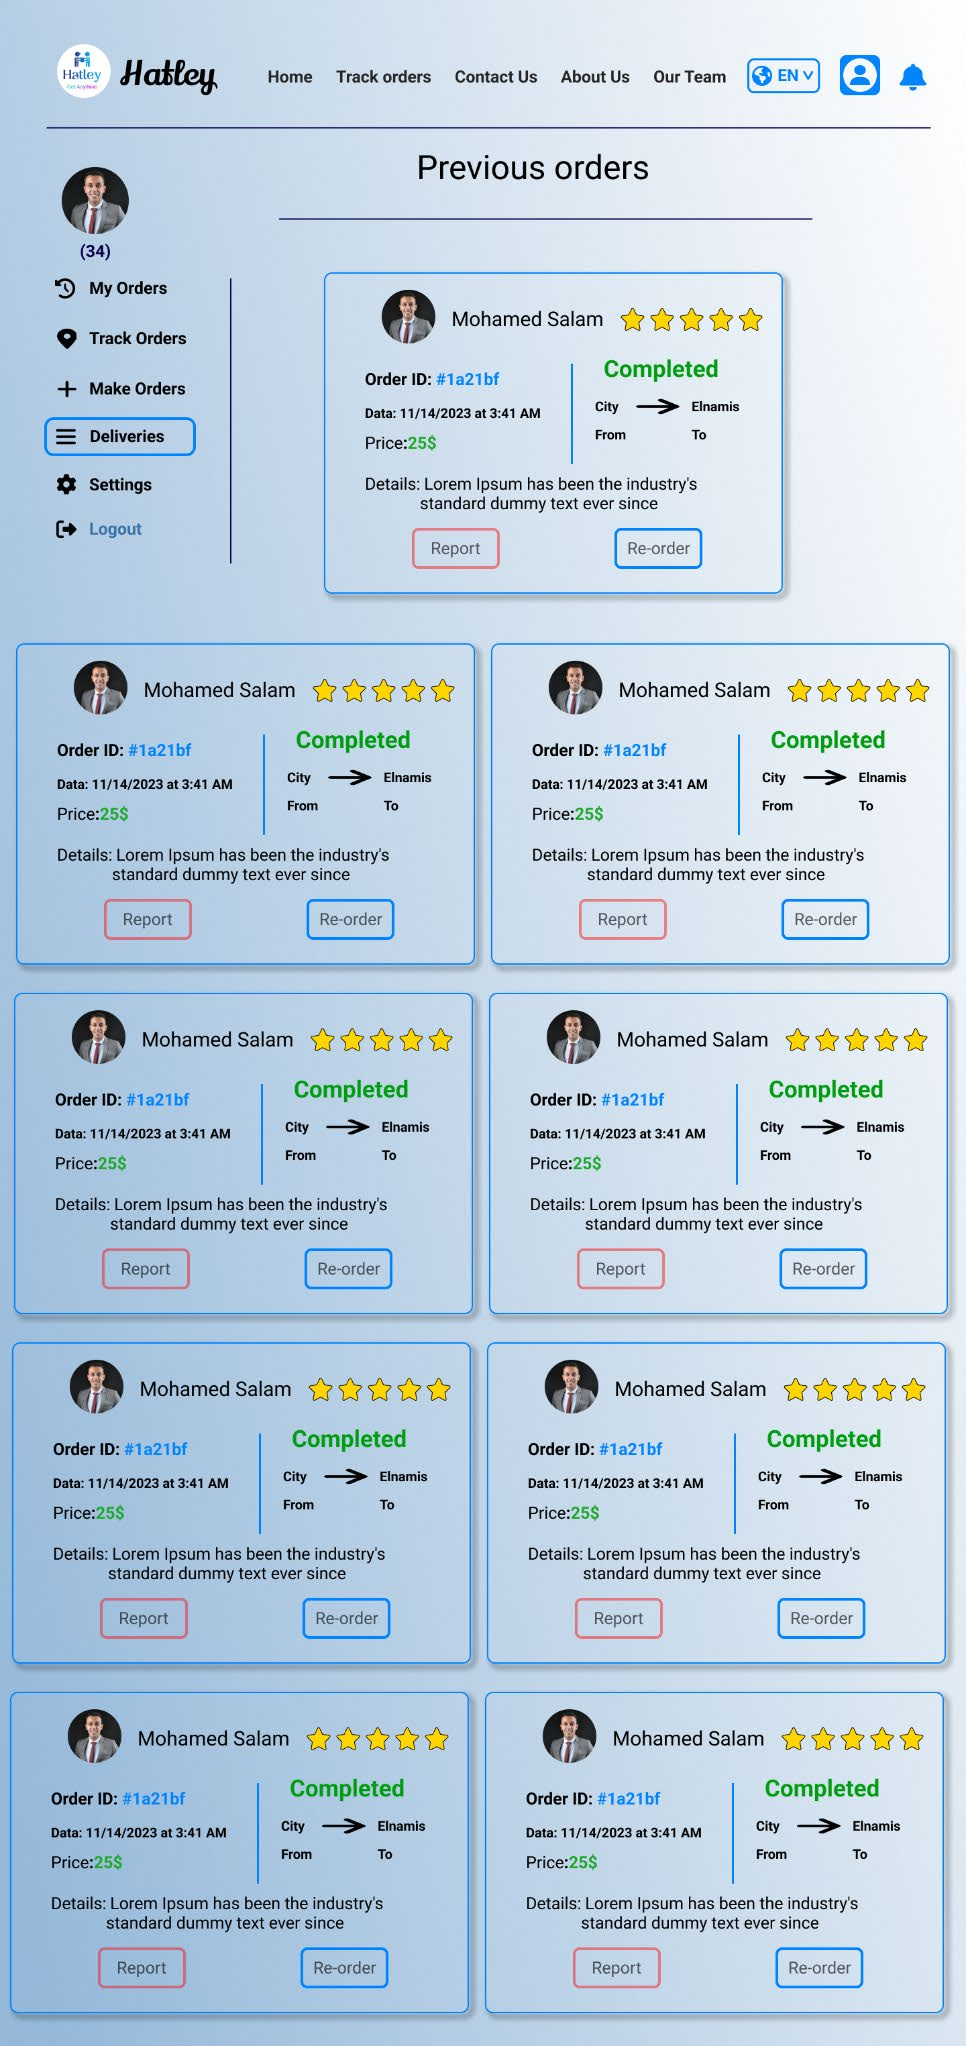 Hatley
Get Anything
Hatley
Home Track orders Contact Us About Us Our Team EN
Previous orders
(34)
My Orders
Track Orders
Make Orders
Deliveries
Settings
Logout
Mohamed Salam
Order ID: #1a21bf
Data: 11/14/2023 at 3:41 AM
Price:25$
Completed
City Elnamis
From To
Details: Lorem Ipsum has been the industry's
standard dummy text ever since
Report Re-order
Mohamed Salam
Order ID: #1a21bf
Data: 11/14/2023 at 3:41 AM
Price:25$
Completed
City Elnamis
From To
Details: Lorem Ipsum has been the industry's
standard dummy text ever since
Report Re-order
Mohamed Salam
Order ID: #1a21bf
Data: 11/14/2023 at 3:41 AM
Price:25$
Completed
City Elnamis
From To
Details: Lorem Ipsum has been the industry's
standard dummy text ever since
Report Re-order
Mohamed Salam
Order ID: #1a21bf
Data: 11/14/2023 at 3:41 AM
Price:25$
Completed
City Elnamis
From To
Details: Lorem Ipsum has been the industry's
standard dummy text ever since
Report Re-order
Mohamed Salam
Order ID: #1a21bf
Data: 11/14/2023 at 3:41 AM
Price:25$
Completed
City Elnamis
From To
Details: Lorem Ipsum has been the industry's
standard dummy text ever since
Report Re-order
Mohamed Salam
Order ID: #1a21bf
Data: 11/14/2023 at 3:41 AM
Price:25$
Completed
City Elnamis
From To
Details: Lorem Ipsum has been the industry's
standard dummy text ever since
Report Re-order
Mohamed Salam
Order ID: #1a21bf
Data: 11/14/2023 at 3:41 AM
Price:25$
Completed
City Elnamis
From To
Details: Lorem Ipsum has been the industry's
standard dummy text ever since
Report Re-order
Mohamed Salam
Order ID: #1a21bf
Data: 11/14/2023 at 3:41 AM
Price:25$
Completed
City Elnamis
From To
Details: Lorem Ipsum has been the industry's
standard dummy text ever since
Report Re-order
Mohamed Salam
Order ID: #1a21bf
Data: 11/14/2023 at 3:41 AM
Price:25$
Completed
City Elnamis
From To
Details: Lorem Ipsum has been the industry's
standard dummy text ever since
Report Re-order